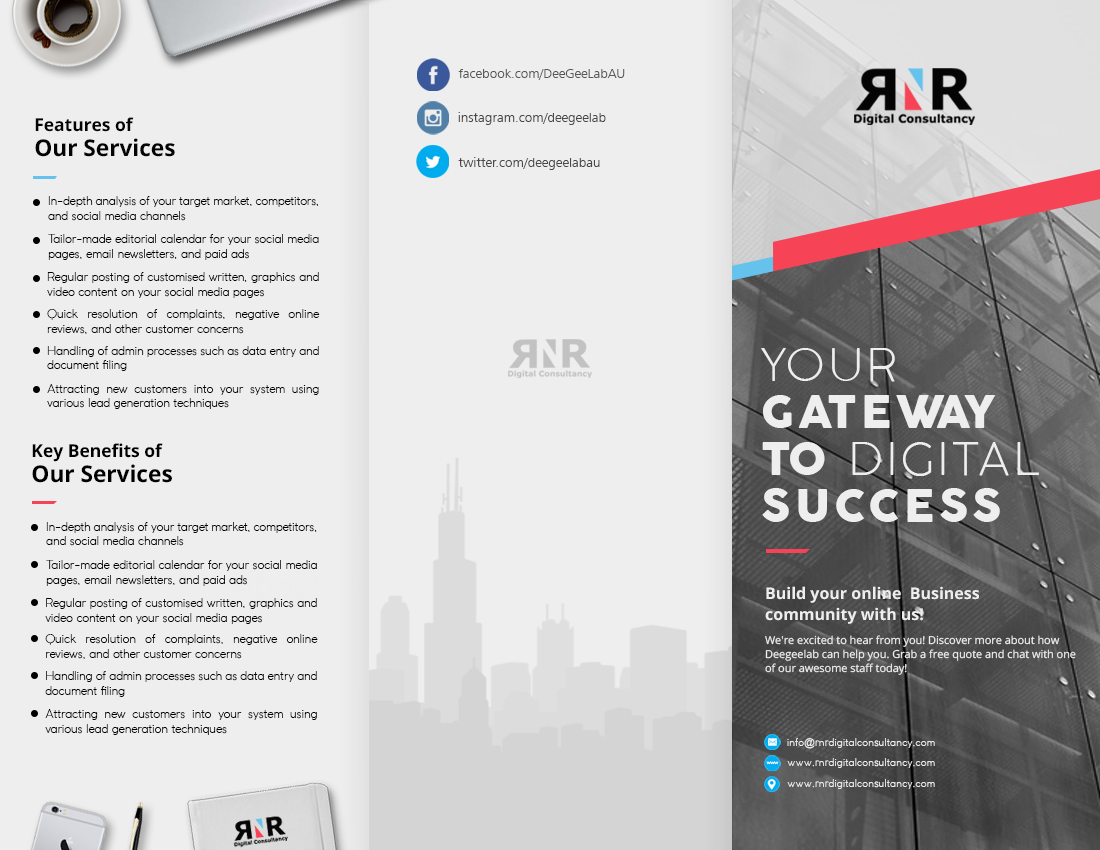 Features of
Our Services
In-depth analysis of your target market, competitors,
and social media channels
Tailor-made editorial calendar for your social media
pages, email newsletters, and paid ads
Regular posting of customised written, graphics and
video content on your social media pages
Quick resolution of complaints, negative online
reviews, and other customer concerns
Handling of admin processes such as data entry and
document filing
Attracting new customers into your system using
various lead generation techniques
Key Benefits of
Our Services
In-depth analysis of your target market, competitors,
and social media channels
Tailor-made editorial calendar for your social media
pages, email newsletters, and paid ads
Regular posting of customised written, graphics and
video content on your social media pages
Quick resolution of complaints, negative online
reviews, and other customer concerns
Handling of admin processes such as data entry and
document filing
Attracting new customers into your system using
various lead generation techniques
RNR
Digital Consultancy
facebook.com/DeeGeeLabAU
instagram.com/deegeelab
twitter.com/deegeelabau
RNR
Digital Consultancy
RNR
Digital Consultancy
YOUR
GATEWAY
TO DIGITAL
SUCCESS
Build your online Business
community with us!
We're excited to hear from you! Discover more about how
Deegeelab can help you. Grab a free quote and chat with one
of our awesome staff today!
info@rnrdigitalconsultancy.com
www.rnrdigitalconsultancy.com
www.rnrdigitalconsultancy.com